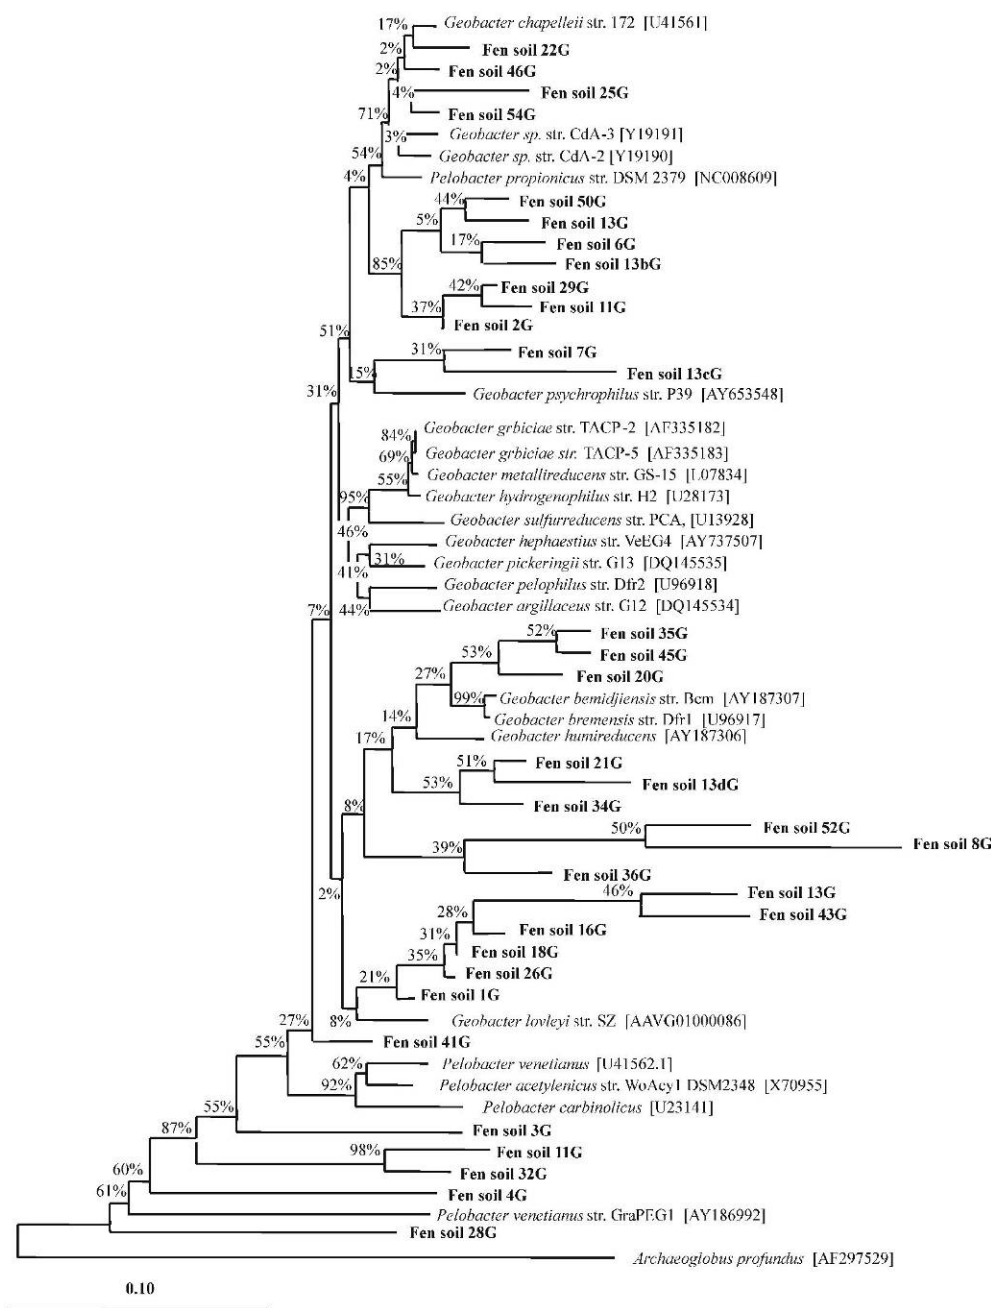 17% Geobacter chapelleii str. 172 [U41561]
2% Fen soil 22G
2% Fen soil 46G
4% Fen soil 25G
71% Fen soil 54G
3% Geobacter sp. str. CdA-3 [Y19191]
54% Geobacter sp. str. CdA-2 [Y19190]
4% Pelobacter propionicus str. DSM 2379 [NC008609]
44% Fen soil 50G
5% Fen soil 13G
17% Fen soil 6G
85% Fen soil 13bG
42% Fen soil 29G
37% Fen soil 11G
Fen soil 2G
51%
31% Fen soil 7G
15% Fen soil 13cG
31% Geobacter psychrophilus str. P39 [AY653548]
84% Geobacter grbiciae str. TACP-2 [AF335182]
69% Geobacter grbiciae str. TACP-5 [AF335183]
Geobacter metallireducens str. GS-15 [L07834]
55%
95% Geobacter hydrogenophilus str. H2 [U28173]
Geobacter sulfurreducens str. PCA, [U13928]
46%
Geobacter hephaestius str. VeEG4 [AY737507]
31% Geobacter pickeringii str. G13 [DQ145535]
41%
Geobacter pelophilus str. Dfr2 [U96918]
7% 44% Geobacter argillaceus str. G12 [DQ145534]
52% Fen soil 35G
53% Fen soil 45G
27% Fen soil 20G
99% Geobacter bemidjiensis str. Bem [AY187307]
14% Geobacter bremensis str. Dfr1 [U96917]
17% Geobacter humireducens [AY187306]
51% Fen soil 21G
53% Fen soil 13dG
8% Fen soil 34G
50% Fen soil 52G
39% Fen soil 8G
Fen soil 36G
2% 46% Fen soil 13G
28% Fen soil 43G
31% Fen soil 16G
35% Fen soil 18G
21% Fen soil 26G
Fen soil 1G
27% 8% Geobacter lovleyi str. SZ [AAVG01000086]
55% Fen soil 41G
62% Pelobacter venetianus [U41562.1]
92% Pelobacter acetylenicus str. WoAcy1 DSM2348 [X70955]
55% Pelobacter carbinolicus [U23141]
87% Fen soil 3G
98% Fen soil 11G
60% Fen soil 32G
61% Fen soil 4G
Pelobacter venetianus str. GraPEG1 [AY186992]
Fen soil 28G
Archaeoglobus profundus [AF297529]
0.10